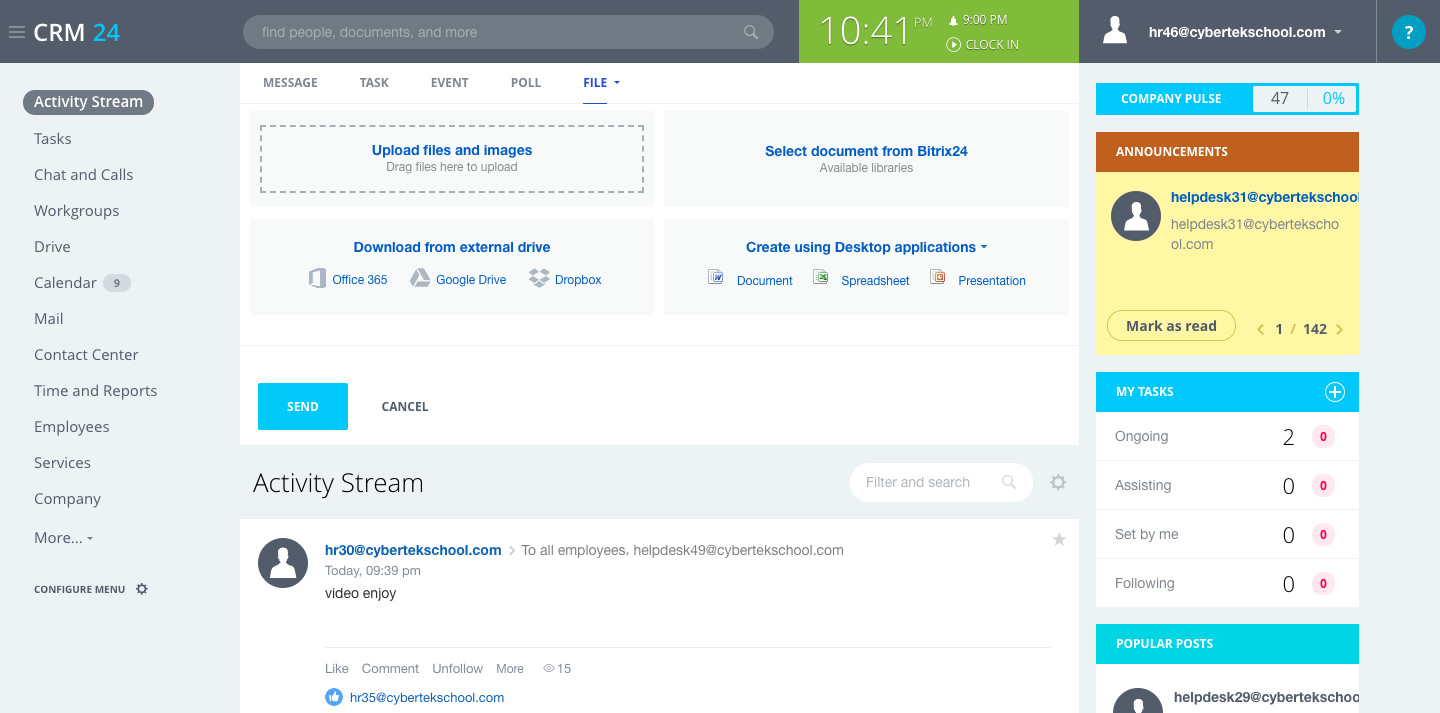 CRM 24
find people, documents, and more
10:41 PM
9:00 PM
CLOCK IN
hr46@cybertekschool.com
?
Activity Stream
Tasks
Chat and Calls
Workgroups
Drive
Calendar 9
Mail
Contact Center
Time and Reports
Employees
Services
Company
More...
CONFIGURE MENU
MESSAGE TASK EVENT POLL FILE
Upload files and images
Drag files here to upload
Select document from Bitrix24
Available libraries
Download from external drive
Office 365 Google Drive Dropbox
Create using Desktop applications
Document Spreadsheet Presentation
SEND CANCEL
Activity Stream
Filter and search
hr30@cybertekschool.com To all employees, helpdesk49@cybertekschool.com
Today, 09:39 pm
video enjoy
Like Comment Unfollow More 15
hr35@cybertekschool.com
COMPANY PULSE 47 0%
ANNOUNCEMENTS
helpdesk31@cybertekschool
helpdesk31@cybertekscho
ol.com
Mark as read
1 / 142
MY TASKS
Ongoing 2 0
Assisting 0 0
Set by me 0 0
Following 0 0
POPULAR POSTS
helpdesk29@cybertekschoo